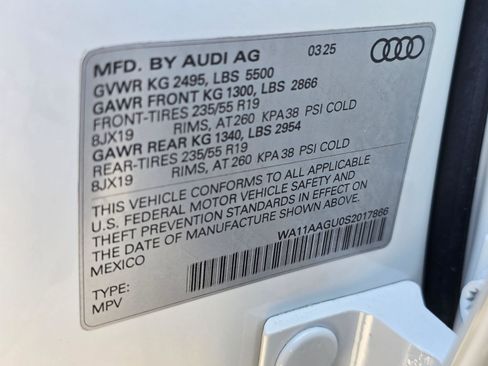 MFD. BY AUDI AG 03 25
GVWR KG 2495, LBS 5500
GAWR FRONT KG 1300, LBS 2866
FRONT-TIRES 235/55 R19
8JX19 RIMS, AT 260 KPA 38 PSI COLD
GAWR REAR KG 1340, LBS 2954
REAR-TIRES 235/55 R19
8JX19 RIMS, AT 260 KPA 38 PSI COLD
THIS VEHICLE CONFORMS TO ALL APPLICABLE
U.S. FEDERAL MOTOR VEHICLE SAFETY AND
THEFT PREVENTION STANDARDS IN EFFECT ON
THE DATE OF MANUFACTURE SHOWN ABOVE
MEXICO
WA11AAGU0S2017866
TYPE:
MPV